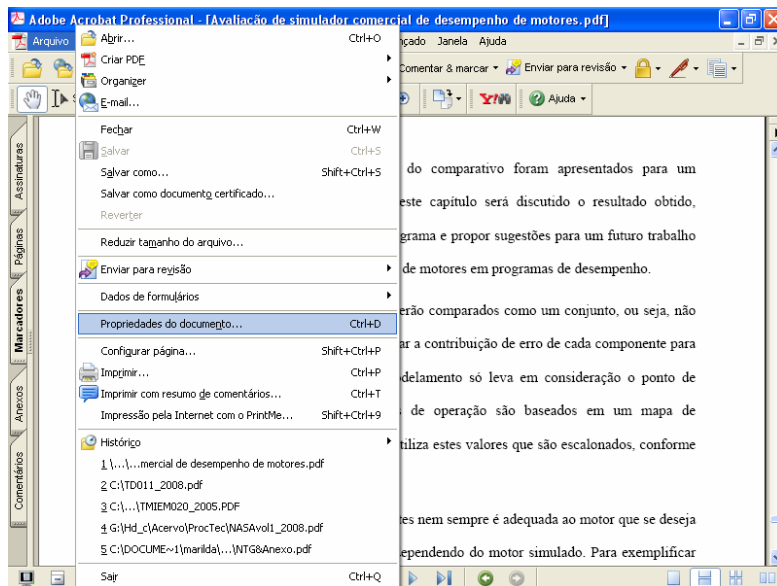 Adobe Acrobat Professional - [Avaliação de simulador comercial de desempenho de motores.pdf]
Arquivo
Janela Ajuda
Comentar & marcar
Enviar para revisão
Ajuda
Abrir... Ctrl+O
Criar PDF
Organizer
E-mail...
Fechar Ctrl+W
Salvar Ctrl+S
Salvar como... Shift+Ctrl+S
Salvar como documento certificado...
Reverter
Reduzir tamanho do arquivo...
Enviar para revisão
Dados de formulários
Propriedades do documento... Ctrl+D
Configurar página... Shift+Ctrl+P
Imprimir... Ctrl+P
Imprimir com resumo de comentários... Ctrl+T
Impressão pela Internet com o PrintMe... Shift+Ctrl+9
Histórico
1 \...\...mercial de desempenho de motores.pdf
2 C:\TD011_2008.pdf
3 C:\...\TMIEM020_2005.PDF
4 G:\Hd_c\Acervo\ProcTec\NASAvol1_2008.pdf
5 C:\DOCUME~1\marilda\...\NTG&Anexo.pdf
Sair Ctrl+Q
Assinaturas
Páginas
Marcadores
Anexos
Comentários
do comparativo foram apresentados para um
este capítulo será discutido o resultado obtido,
grama e propor sugestões para um futuro trabalho
de motores em programas de desempenho.
erão comparados como um conjunto, ou seja, não
ar a contribuição de erro de cada componente para
odelamento só leva em consideração o ponto de
de operação são baseados em um mapa de
tiliza estes valores que são escalonados, conforme
tes nem sempre é adequada ao motor que se deseja
ependendo do motor simulado. Para exemplificar